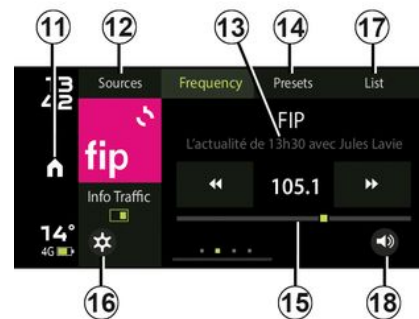 11 12 13 14 17
13
42
Sources Frequency Presets List
FIP
L'actualité de 13h30 avec Jules Lavie
fip
105.1
Info Traffic
14°
4G
16 15 18